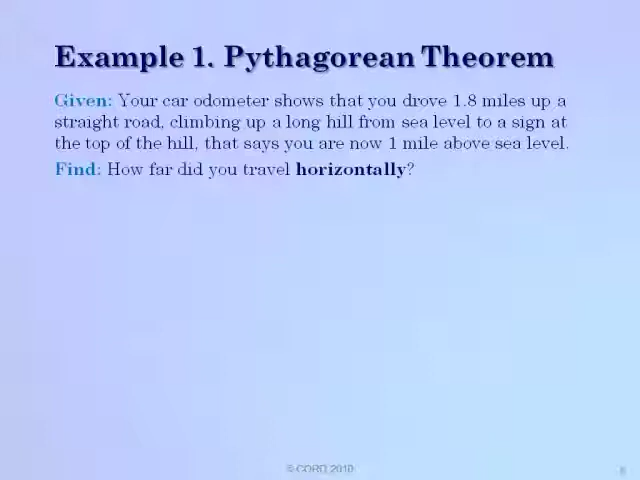 Example 1. Pythagorean Theorem
Given: Your car odometer shows that you drove 1.8 miles up a
straight road, climbing up a long hill from sea level to a sign at
the top of the hill, that says you are now 1 mile above sea level.
Find: How far did you travel horizontally?
© CORD 2010